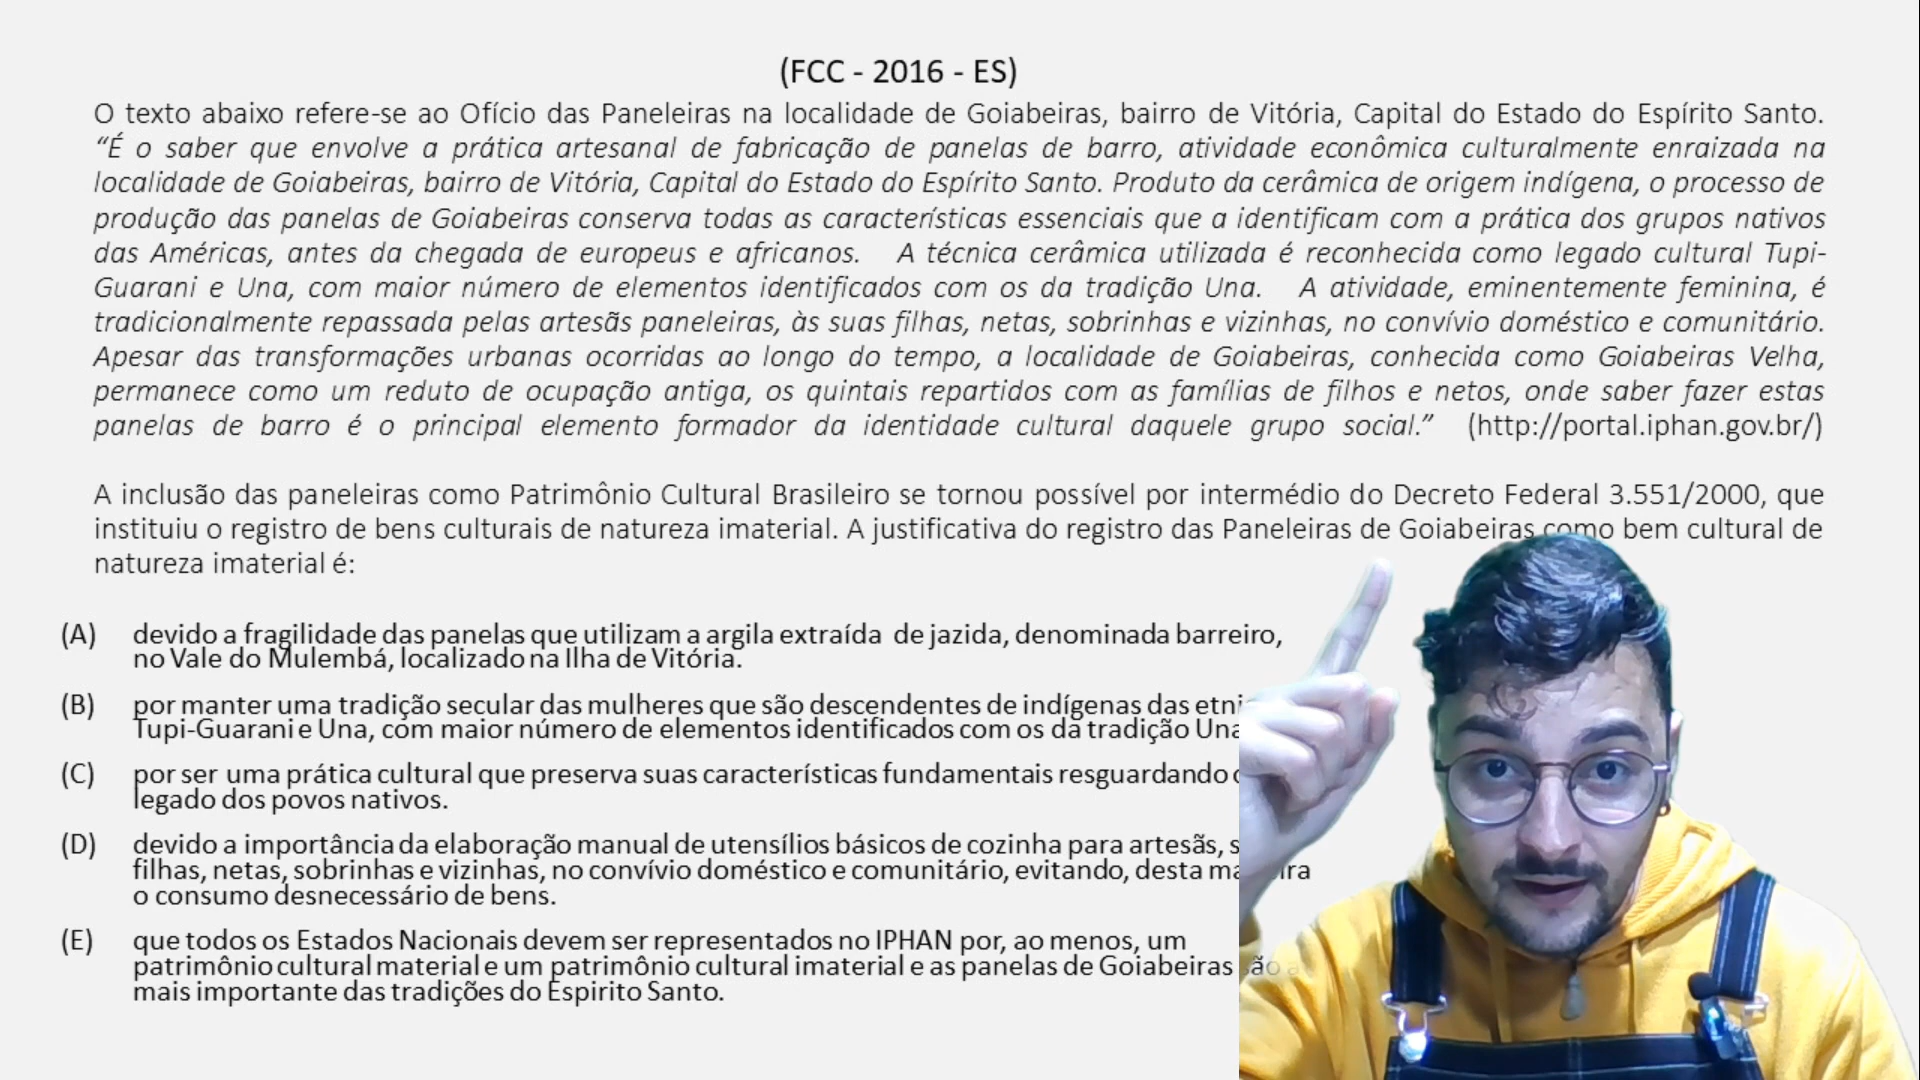 (FCC - 2016 - ES)
O texto abaixo refere-se ao Ofício das Paneleiras na localidade de Goiabeiras, bairro de Vitória, Capital do Estado do Espírito Santo.
“É o saber que envolve a prática artesanal de fabricação de panelas de barro, atividade econômica culturalmente enraizada na
localidade de Goiabeiras, bairro de Vitória, Capital do Estado do Espírito Santo. Produto da cerâmica de origem indígena, o processo de
produção das panelas de Goiabeiras conserva todas as características essenciais que a identificam com a prática dos grupos nativos
das Américas, antes da chegada de europeus e africanos. A técnica cerâmica utilizada é reconhecida como legado cultural Tupi-
Guarani e Una, com maior número de elementos identificados com os da tradição Una. A atividade, eminentemente feminina, é
tradicionalmente repassada pelas artesãs paneleiras, às suas filhas, netas, sobrinhas e vizinhas, no convívio doméstico e comunitário.
Apesar das transformações urbanas ocorridas ao longo do tempo, a localidade de Goiabeiras, conhecida como Goiabeiras Velha,
permanece como um reduto de ocupação antiga, os quintais repartidos com as famílias de filhos e netos, onde saber fazer estas
panelas de barro é o principal elemento formador da identidade cultural daquele grupo social.” (http://portal.iphan.gov.br/)
A inclusão das paneleiras como Patrimônio Cultural Brasileiro se tornou possível por intermédio do Decreto Federal 3.551/2000, que
instituiu o registro de bens culturais de natureza imaterial. A justificativa do registro das Paneleiras de Goiabeiras como bem cultural de
natureza imaterial é:
(A) devido a fragilidade das panelas que utilizam a argila extraída de jazida, denominada barreiro,
no Vale do Mulembá, localizado na Ilha de Vitória.
(B) por manter uma tradição secular das mulheres que são descendentes de indígenas das
Tupi-Guarani e Una, com maior número de elementos identificados com os da tradição Una
(C) por ser uma prática cultural que preserva suas características fundamentais resguardando
legado dos povos nativos.
(D) devido a importância da elaboração manual de utensílios básicos de cozinha para artesãs,
filhas, netas, sobrinhas e vizinhas, no convívio doméstico e comunitário, evitando, desta
o consumo desnecessário de bens.
(E) que todos os Estados Nacionais devem ser representados no IPHAN por, ao menos, um
patrimônio cultural material e um patrimônio cultural imaterial e as panelas de Goiabeiras são a
mais importante das tradições do Espirito Santo.